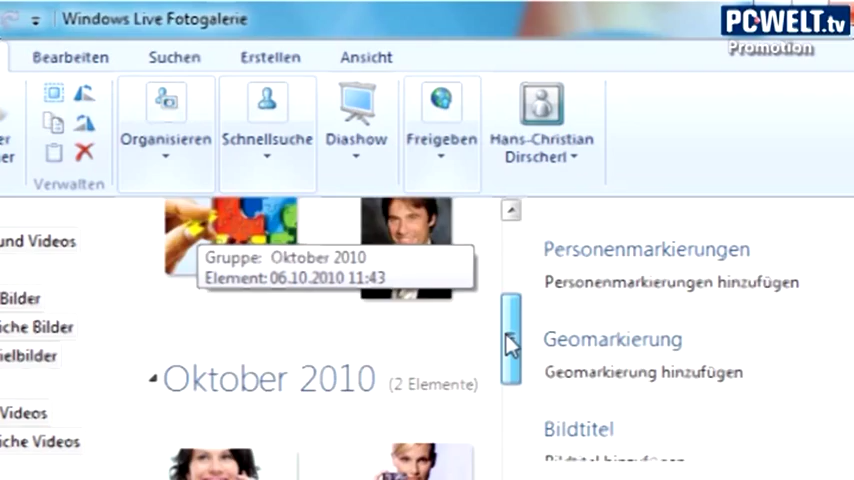 Windows Live Fotogalerie
PCWELT.tv
Promotion
Bearbeiten Suchen Erstellen Ansicht
Organisieren Schnellsuche Diashow Freigeben Hans-Christian
Dirscherl
Verwalten
und Videos
Gruppe: Oktober 2010
Element: 06.10.2010 11:43
Personenmarkierungen
Personenmarkierungen hinzufügen
Bilder
iche Bilder
ielbilder
Geomarkierung
Geomarkierung hinzufügen
Oktober 2010 (2 Elemente)
Videos
iche Videos
Bildtitel
Bildtitel hinzufügen